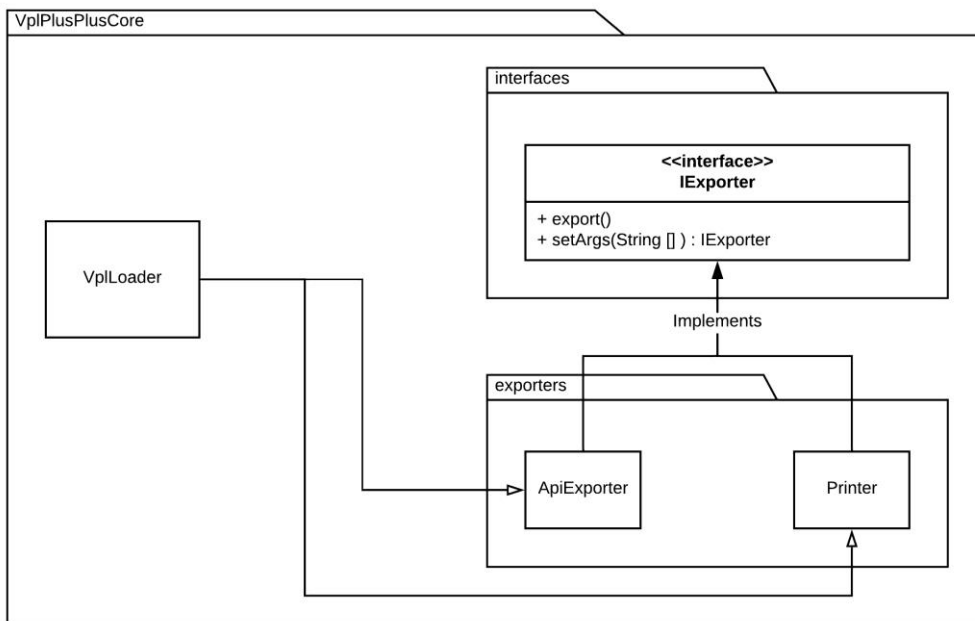 VplPlusPlusCore
interfaces
<<interface>>
IExporter
+ export()
+ setArgs(String [] ) : IExporter
VplLoader
Implements
exporters
ApiExporter
Printer